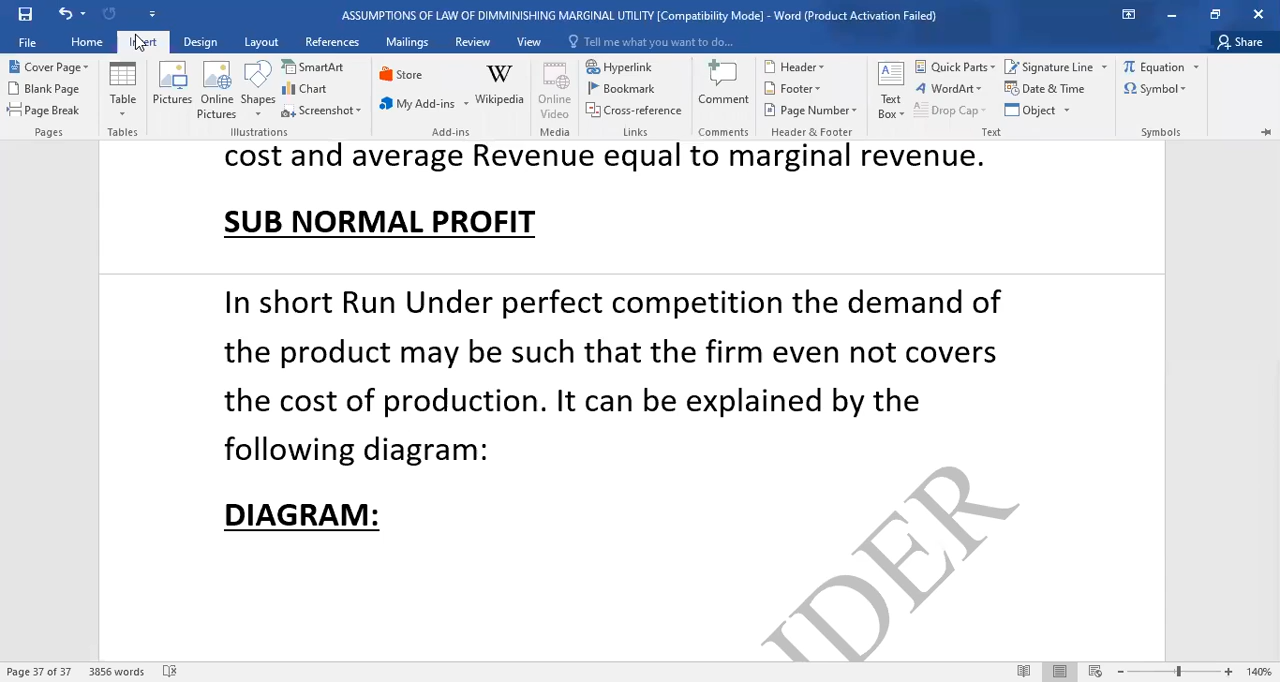 ASSUMPTIONS OF LAW OF DIMMINISHING MARGINAL UTILITY [Compatibility Mode] - Word (Product Activation Failed)
File Home Insert Design Layout References Mailings Review View Tell me what you want to do... Share
Cover Page
Blank Page
Page Break
Pages
Table
Tables
Pictures
Online Pictures
Shapes
SmartArt
Chart
Screenshot
Illustrations
Store
My Add-ins
Wikipedia
Add-ins
Online Video
Media
Hyperlink
Bookmark
Cross-reference
Links
Comment
Comments
Header
Footer
Page Number
Header & Footer
Text Box
Quick Parts
WordArt
Drop Cap
Signature Line
Date & Time
Object
Text
Equation
Symbol
Symbols
cost and average Revenue equal to marginal revenue.
SUB NORMAL PROFIT
In short Run Under perfect competition the demand of
the product may be such that the firm even not covers
the cost of production. It can be explained by the
following diagram:
DIAGRAM:
Page 37 of 37 3856 words 140%